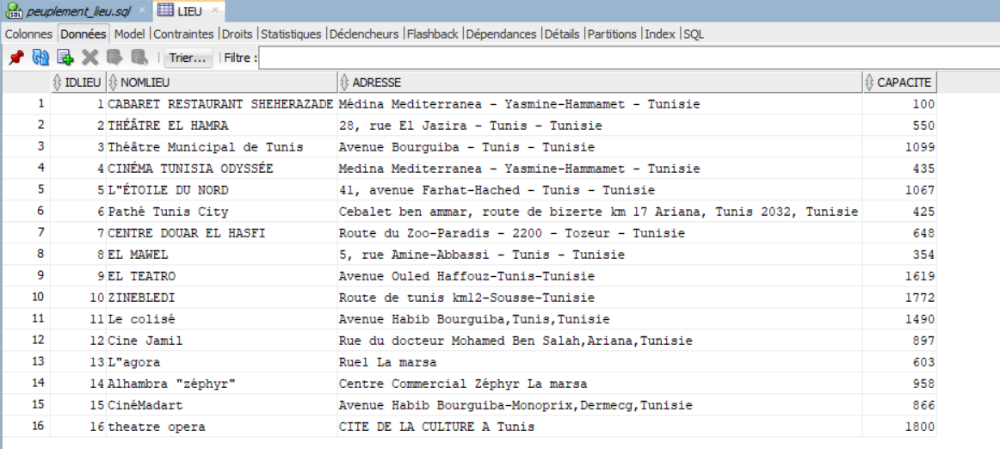 peuplement_lieu.sql × LIEU ×
Colonnes Données Model Contraintes Droits Statistiques Déclencheurs Flashback Dépendances Détails Partitions Index SQL
Trier... Filtre :
IDLIEU NOMLIEU ADRESSE CAPACITE
1 1 CABARET RESTAURANT SHEHERAZADE Médina Mediterranea - Yasmine-Hammamet - Tunisie 100
2 2 THÉÂTRE EL HAMRA 28, rue El Jazira - Tunis - Tunisie 550
3 3 Théâtre Municipal de Tunis Avenue Bourguiba - Tunis - Tunisie 1099
4 4 CINÉMA TUNISIA ODYSSÉE Medina Mediterranea - Yasmine-Hammamet - Tunisie 435
5 5 L"ÉTOILE DU NORD 41, avenue Farhat-Hached - Tunis - Tunisie 1067
6 6 Pathé Tunis City Cebalet ben ammar, route de bizerte km 17 Ariana, Tunis 2032, Tunisie 425
7 7 CENTRE DOUAR EL HASFI Route du Zoo-Paradis - 2200 - Tozeur - Tunisie 648
8 8 EL MAWEL 5, rue Amine-Abbassi - Tunis - Tunisie 354
9 9 EL TEATRO Avenue Ouled Haffouz-Tunis-Tunisie 1619
10 10 ZINEBLEDI Route de tunis km12-Sousse-Tunisie 1772
11 11 Le colisé Avenue Habib Bourguiba,Tunis,Tunisie 1490
12 12 Cine Jamil Rue du docteur Mohamed Ben Salah,Ariana,Tunisie 897
13 13 L"agora Ruel La marsa 603
14 14 Alhambra "zéphyr" Centre Commercial Zéphyr La marsa 958
15 15 CinéMadart Avenue Habib Bourguiba-Monoprix,Dermecg,Tunisie 866
16 16 theatre opera CITE DE LA CULTURE A Tunis 1800